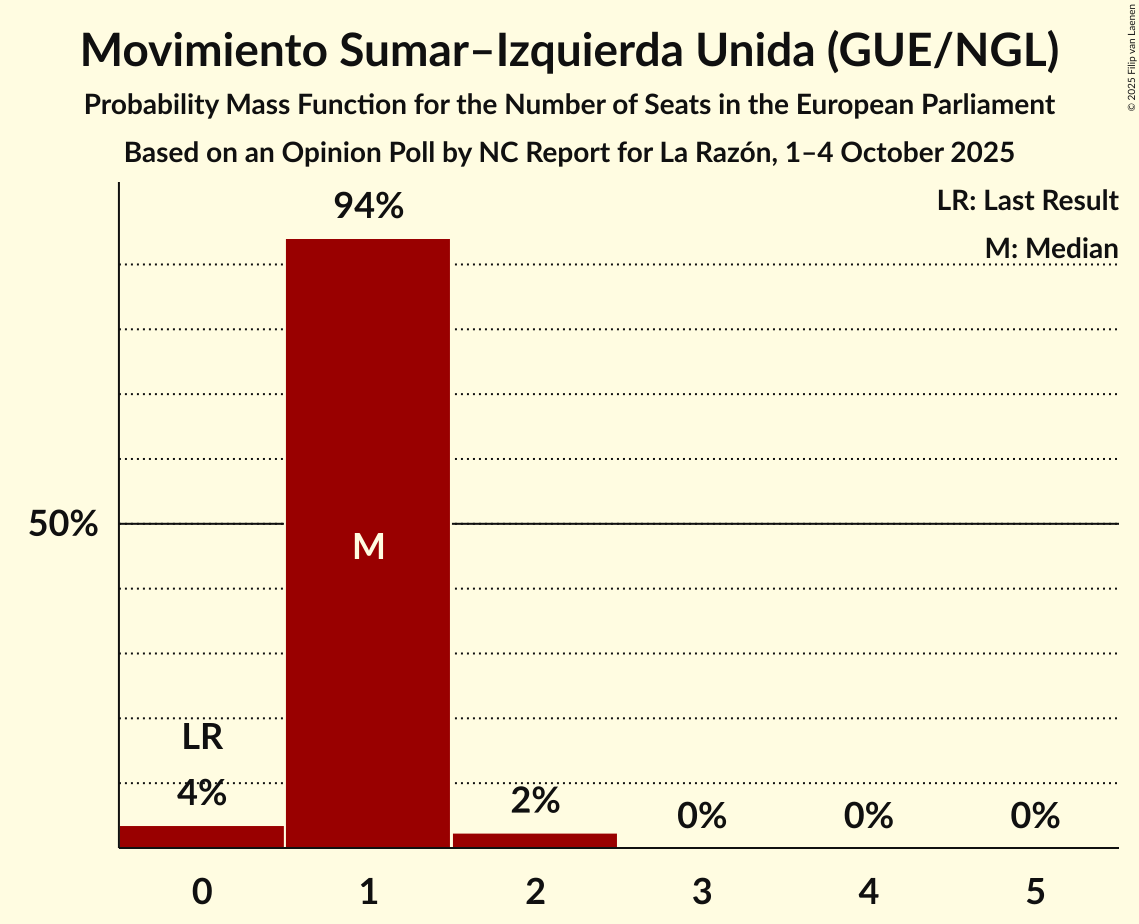 Movimiento Sumar–Izquierda Unida (GUE/NGL)
Probability Mass Function for the Number of Seats in the European Parliament
Based on an Opinion Poll by NC Report for La Razón, 1–4 October 2025
© 2025 Filip van Laenen
LR: Last Result
M: Median
94%
50%
M
LR
4%
2%
0%
0%
0%
0
1
2
3
4
5